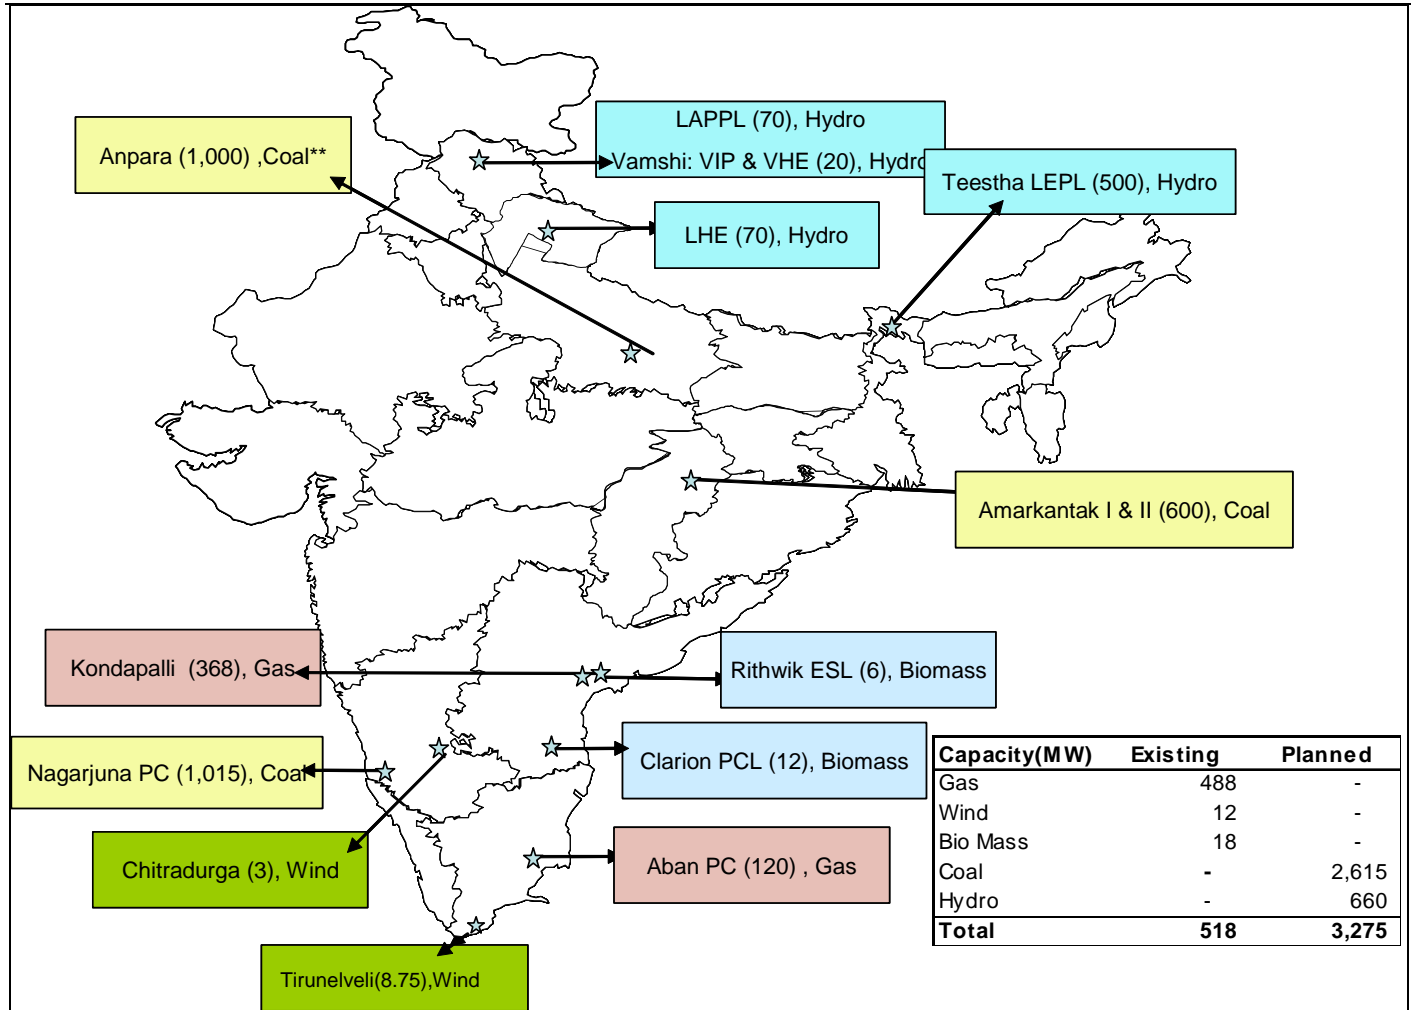 LAPPL (70), Hydro
Vamshi: VIP & VHE (20), Hydro
Anpara (1,000) ,Coal**
Teestha LEPL (500), Hydro
LHE (70), Hydro
Amarkantak I & II (600), Coal
Kondapalli (368), Gas
Rithwik ESL (6), Biomass
Nagarjuna PC (1,015), Coal
Clarion PCL (12), Biomass
Chitradurga (3), Wind
Aban PC (120) , Gas
Tirunelveli(8.75),Wind
Capacity(MW) Existing Planned
Gas 488 -
Wind 12 -
Bio Mass 18 -
Coal - 2,615
Hydro - 660
Total 518 3,275